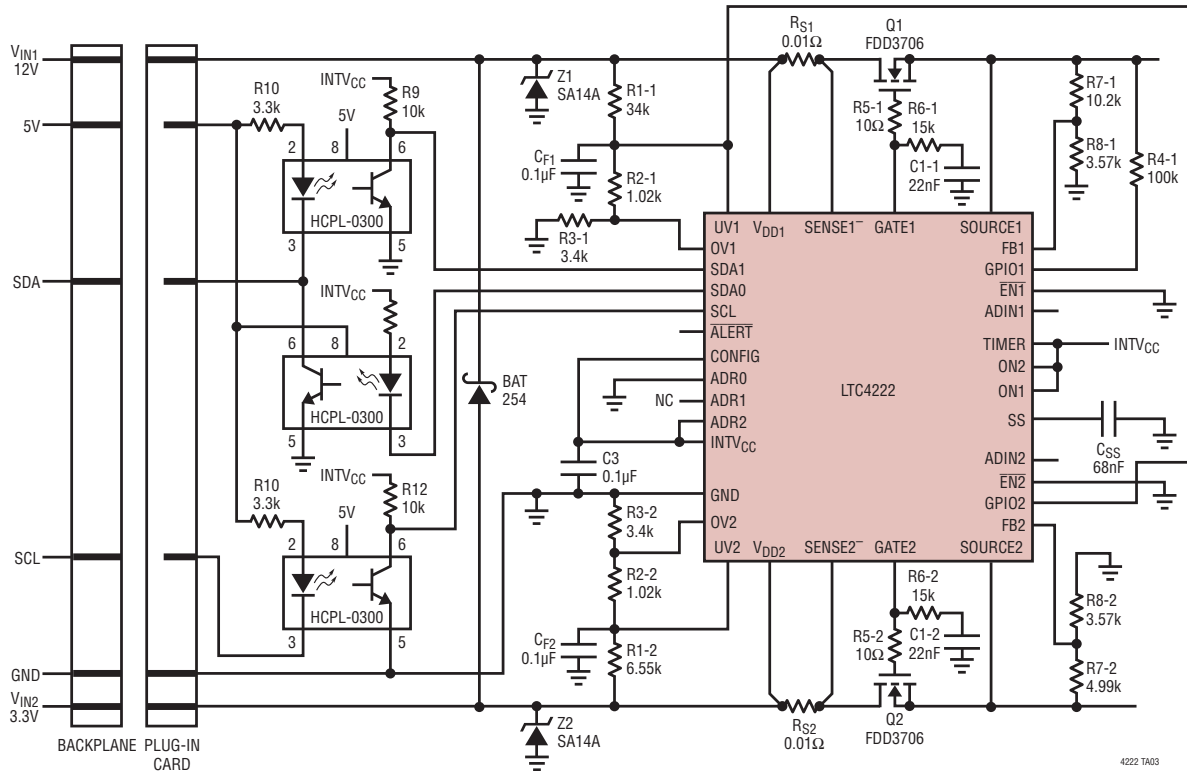 VIN1
12V
5V
SDA
SCL
GND
VIN2
3.3V
BACKPLANE
PLUG-IN
CARD
R10
3.3k
INTVCC
R9
10k
5V
2
8
6
HCPL-0300
3
5
INTVCC
6
8
2
HCPL-0300
5
3
R10
3.3k
INTVCC
R12
10k
5V
2
8
6
HCPL-0300
3
5
BAT
254
Z1
SA14A
R1-1
34k
CF1
0.1µF
R2-1
1.02k
R3-1
3.4k
NC
C3
0.1µF
R3-2
3.4k
R2-2
1.02k
CF2
0.1µF
R1-2
6.55k
Z2
SA14A
RS1
0.01Ω
Q1
FDD3706
R5-1
10Ω
R6-1
15k
C1-1
22nF
R7-1
10.2k
R8-1
3.57k
R4-1
100k
UV1
VDD1
SENSE1–
GATE1
SOURCE1
OV1
SDA1
SDA0
SCL
ALERT
CONFIG
ADR0
ADR1
ADR2
INTVCC
GND
OV2
UV2
VDD2
SENSE2–
GATE2
SOURCE2
LTC4222
FB1
GPIO1
EN1
ADIN1
TIMER
ON2
ON1
SS
ADIN2
EN2
GPIO2
FB2
INTVCC
CSS
68nF
R6-2
15k
R5-2
10Ω
C1-2
22nF
R8-2
3.57k
R7-2
4.99k
RS2
0.01Ω
Q2
FDD3706
4222 TA03